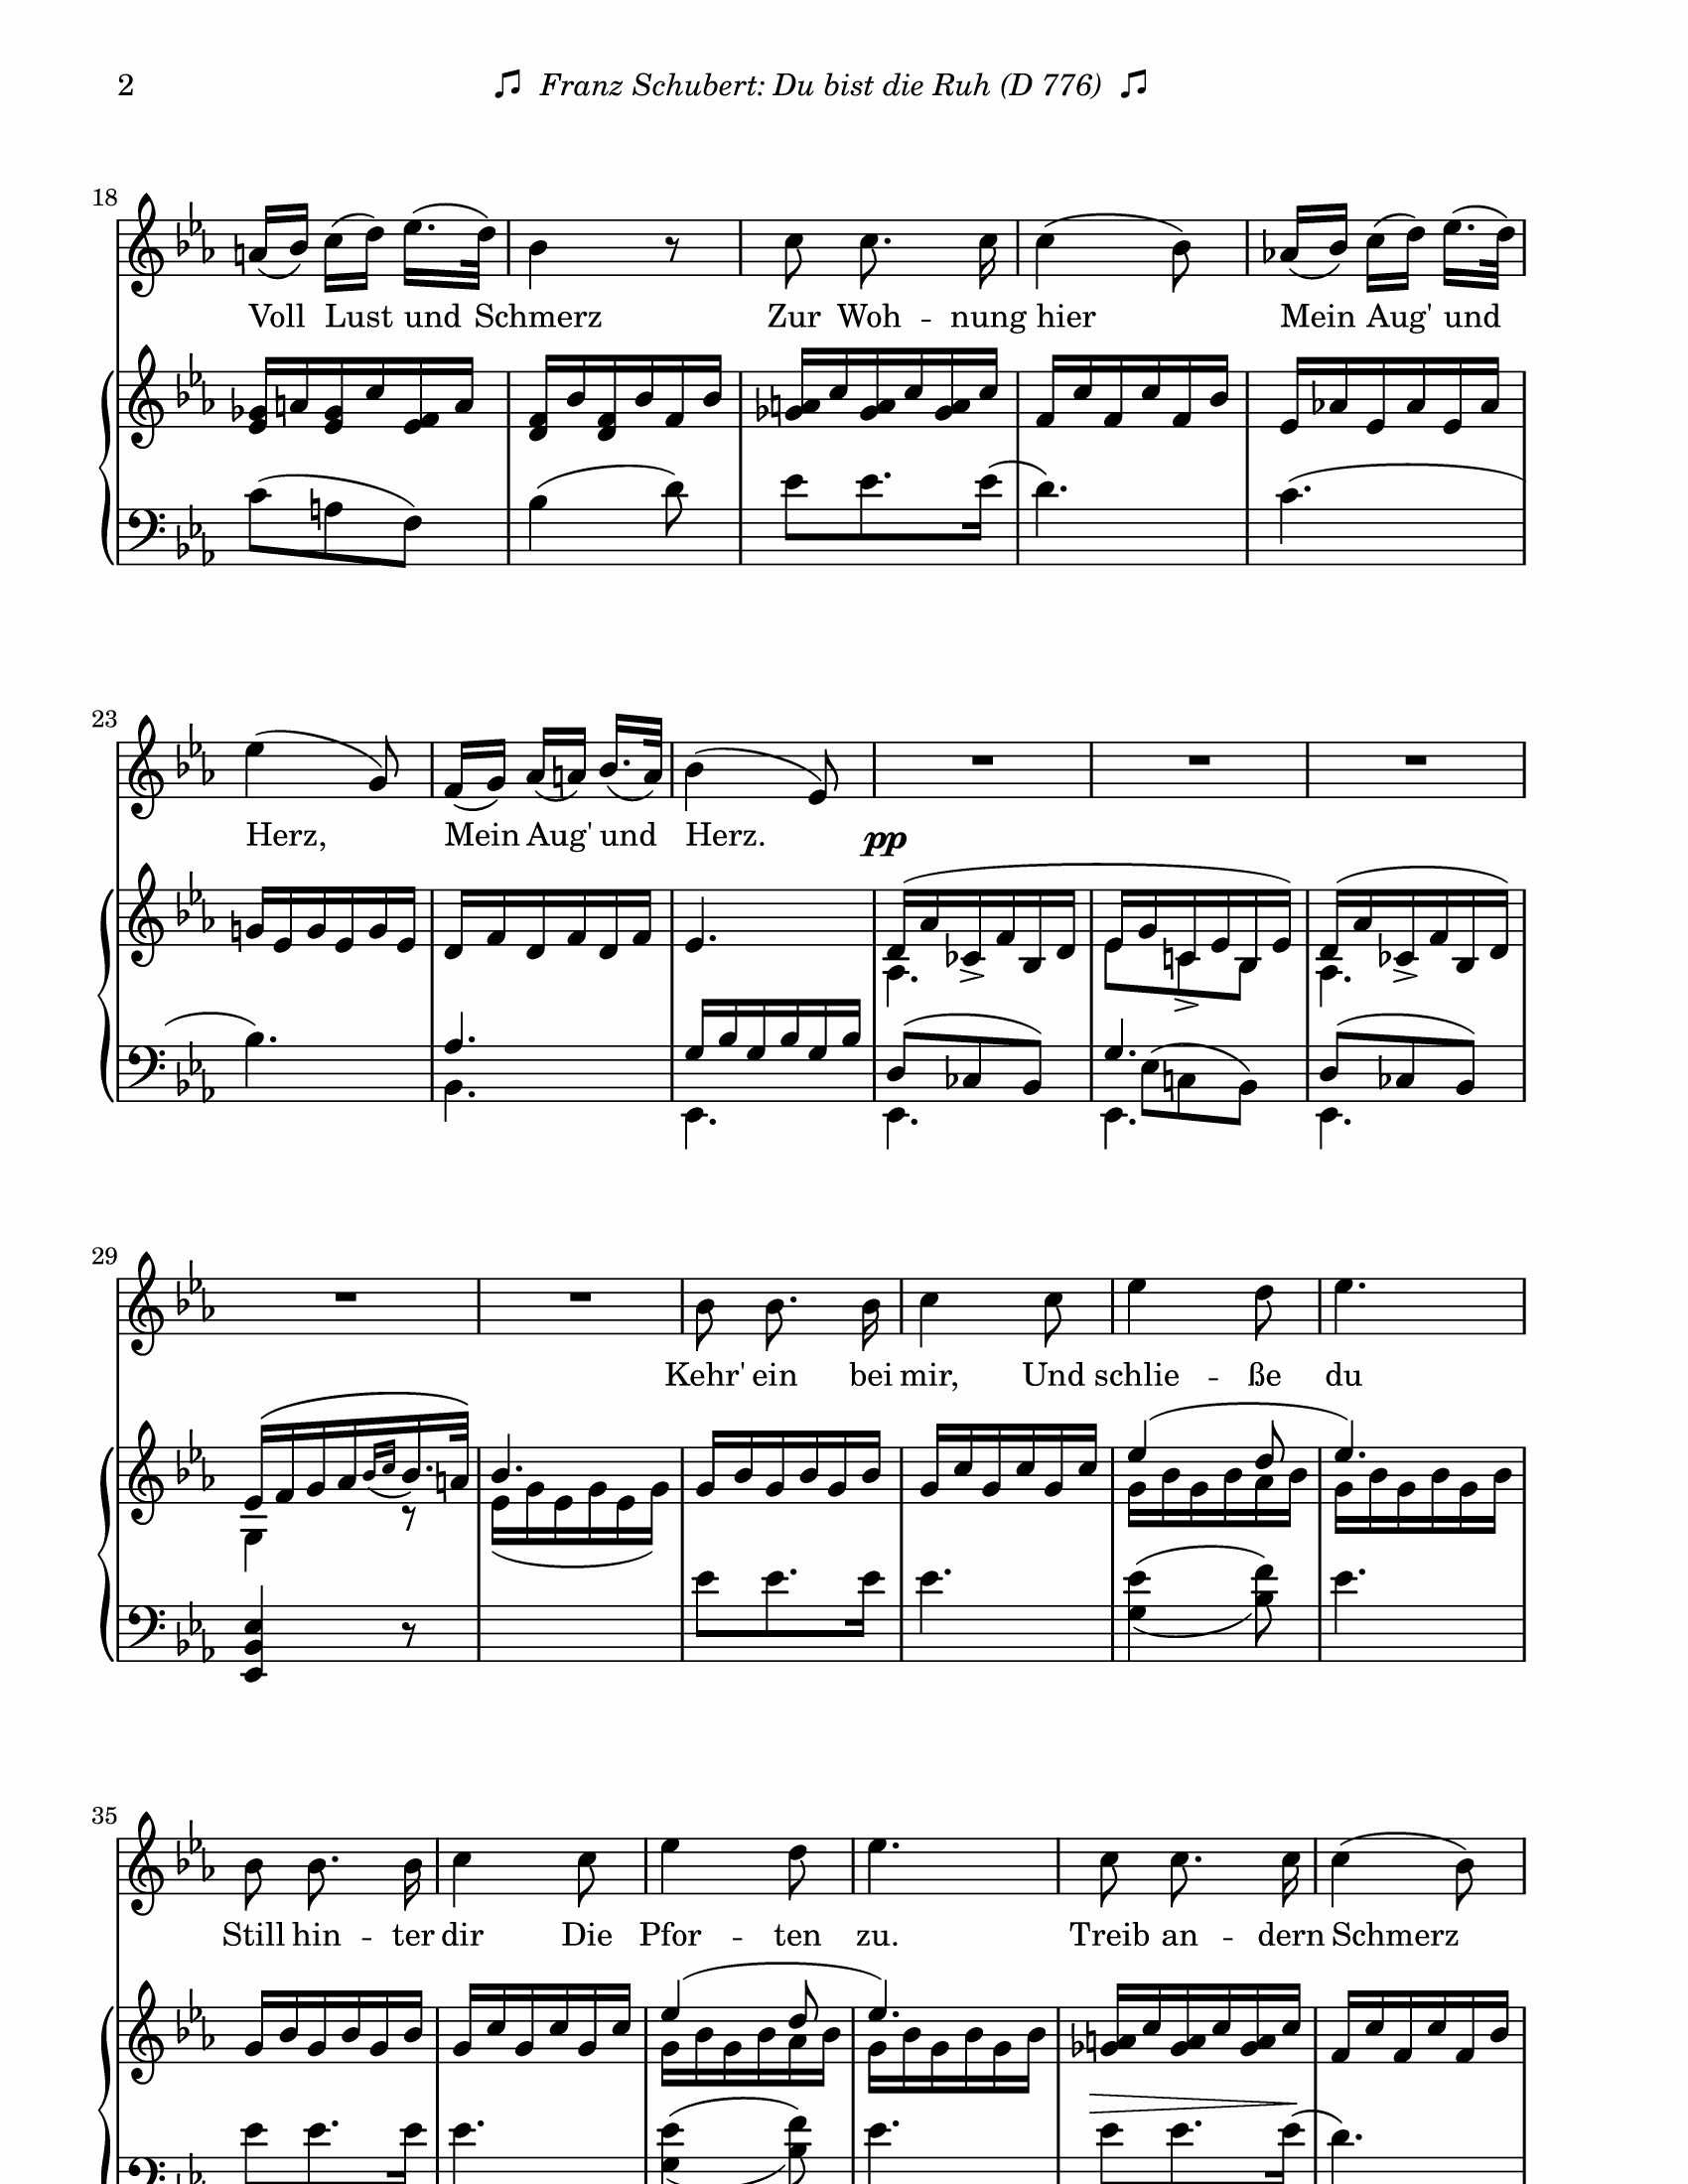 2 Franz Schubert: Du bist die Ruh (D 776)
18
Voll Lust und Schmerz Zur Woh -- nung hier Mein Aug' und
23
Herz, Mein Aug' und Herz. pp
29
Kehr' ein bei mir, Und schlie -- ße du
35
Still hin -- ter dir Die Pfor -- ten zu. Treib an -- dern Schmerz